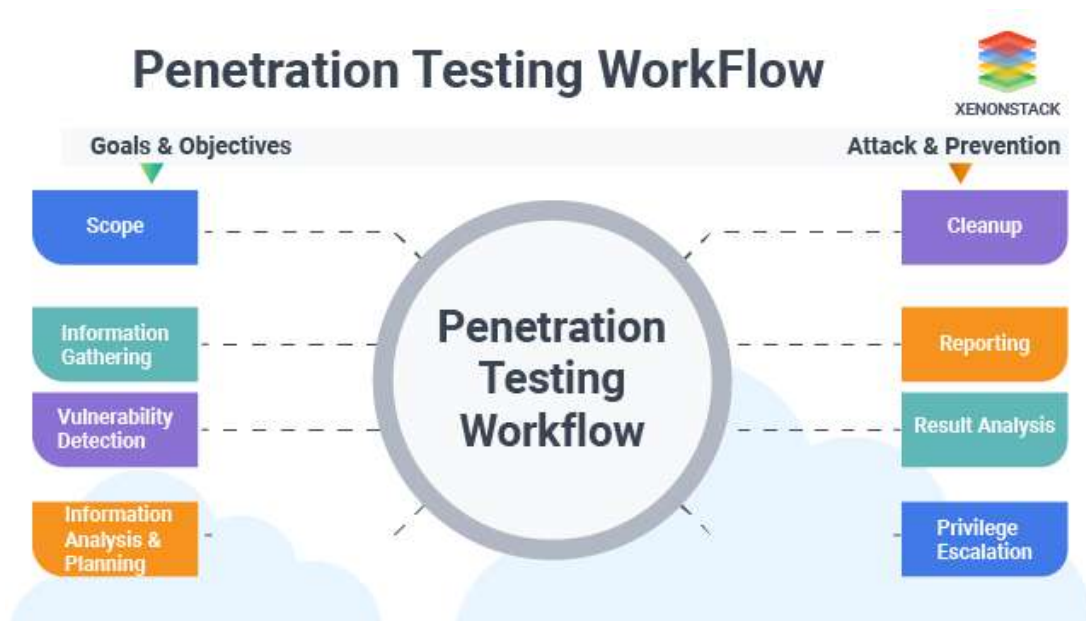 Penetration Testing WorkFlow
XENONSTACK
Goals & Objectives
Attack & Prevention
Scope
Information
Gathering
Vulnerability
Detection
Information
Analysis &
Planning
Penetration
Testing
Workflow
Cleanup
Reporting
Result Analysis
Privilege
Escalation